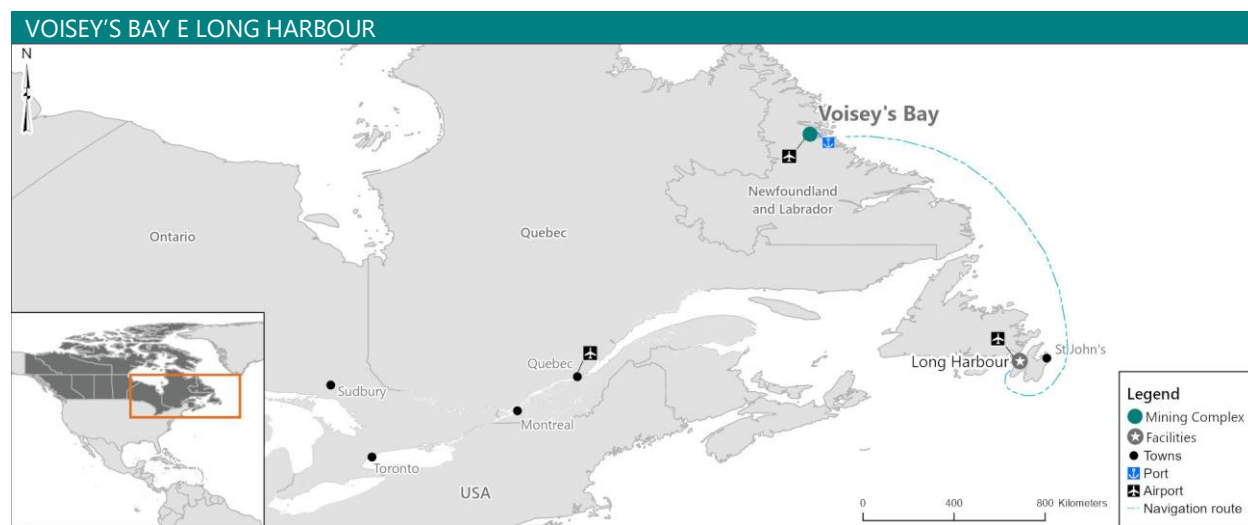 VOISEY'S BAY E LONG HARBOUR
N
Voisey's Bay
Newfoundland
and Labrador
Ontario
Quebec
Quebec
Long Harbour
St John's
Sudbury
Montreal
Toronto
USA
Legend
Mining Complex
Facilities
Towns
Port
Airport
Navigation route
0 400 800 Kilometers